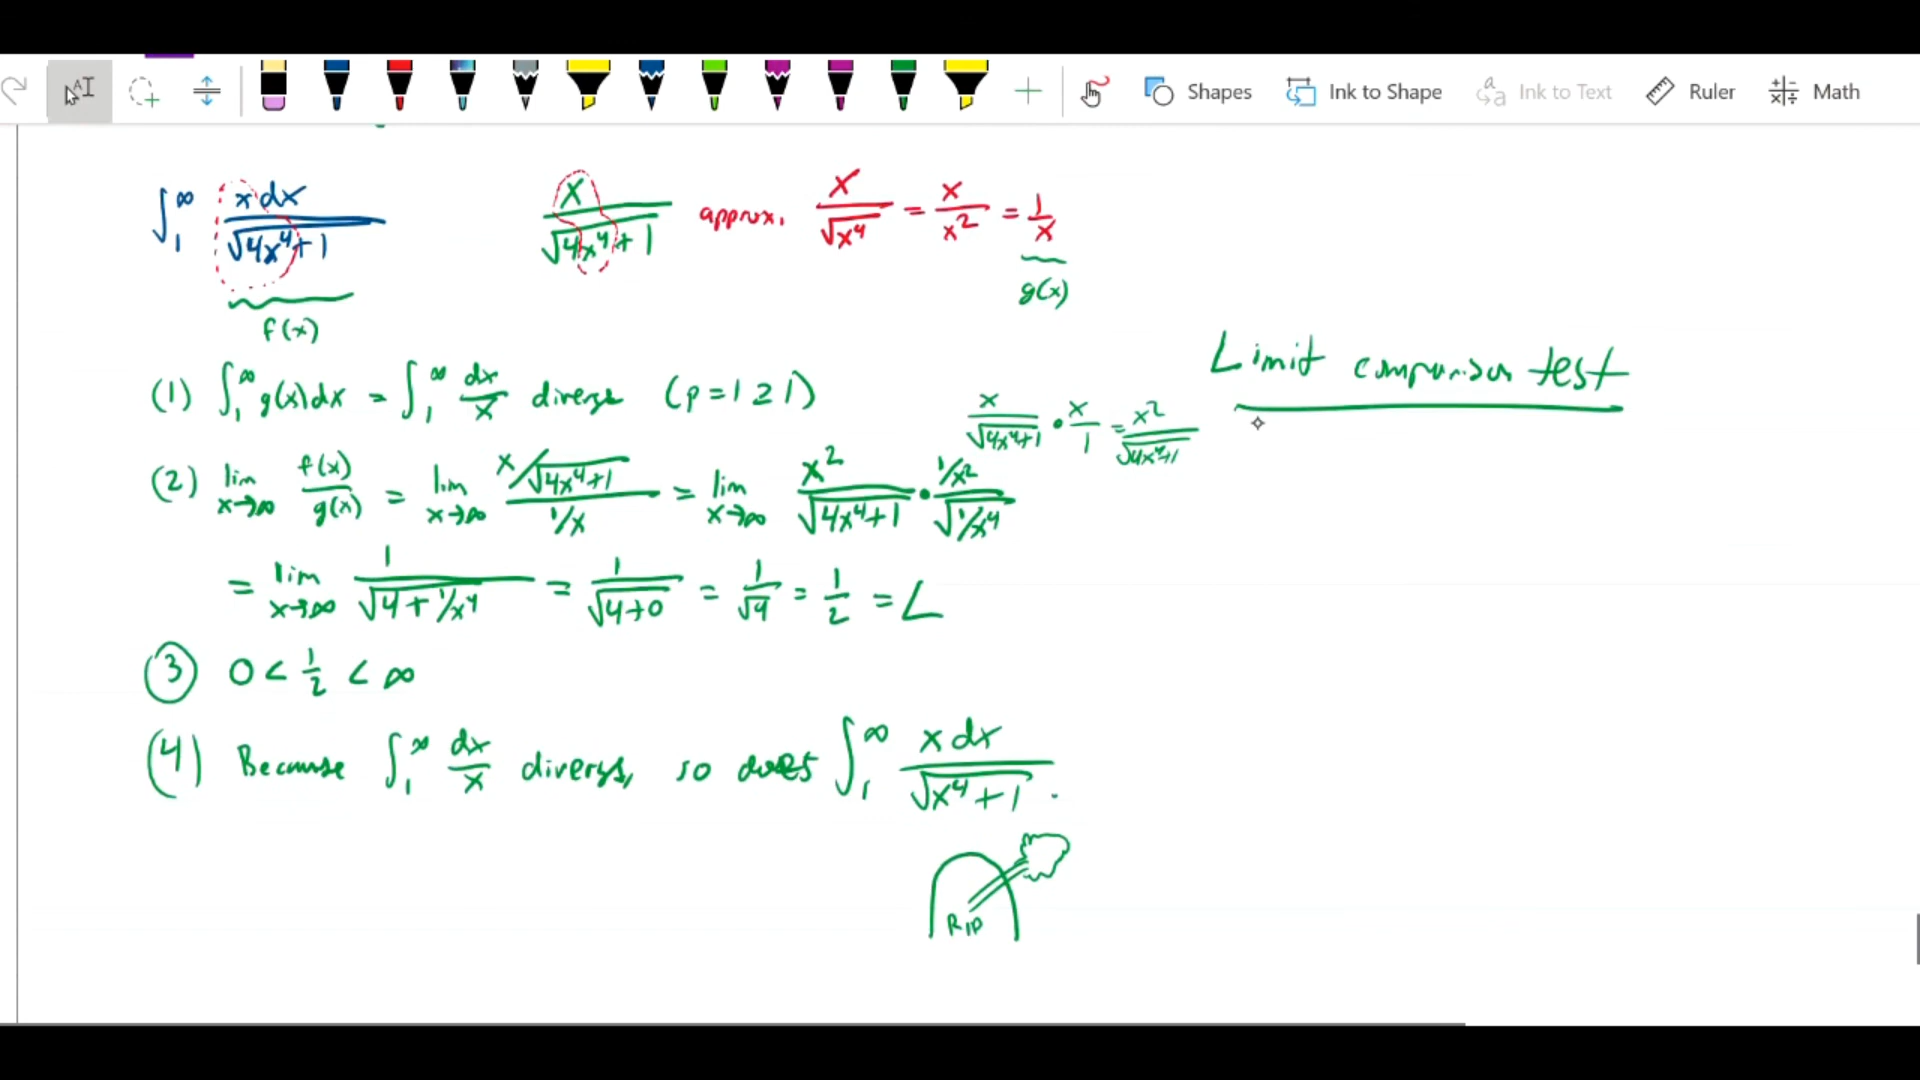 Shapes Ink to Shape Ink to Text Ruler Math
∫₁^∞ x dx / √(4x⁴+1)
f(x)
x / √(4x⁴+1) approx. x / √x⁴ = x / x² = 1/x
g(x)
Limit comparison test
(1) ∫₁^∞ g(x)dx = ∫₁^∞ dx/x diverge (p = 1 ≥ 1)
x / √(4x⁴+1) • x/1 = x² / √(4x⁴+1)
(2) lim x→∞ f(x)/g(x) = lim x→∞ (x/√(4x⁴+1)) / (1/x) = lim x→∞ x² / √(4x⁴+1) • (1/x²) / √(1/x⁴)
= lim x→∞ 1 / √(4 + 1/x⁴) = 1 / √(4+0) = 1/√4 = 1/2 = L
(3) 0 < 1/2 < ∞
(4) Because ∫₁^∞ dx/x diverges, so does ∫₁^∞ x dx / √(x⁴+1) .
RIP